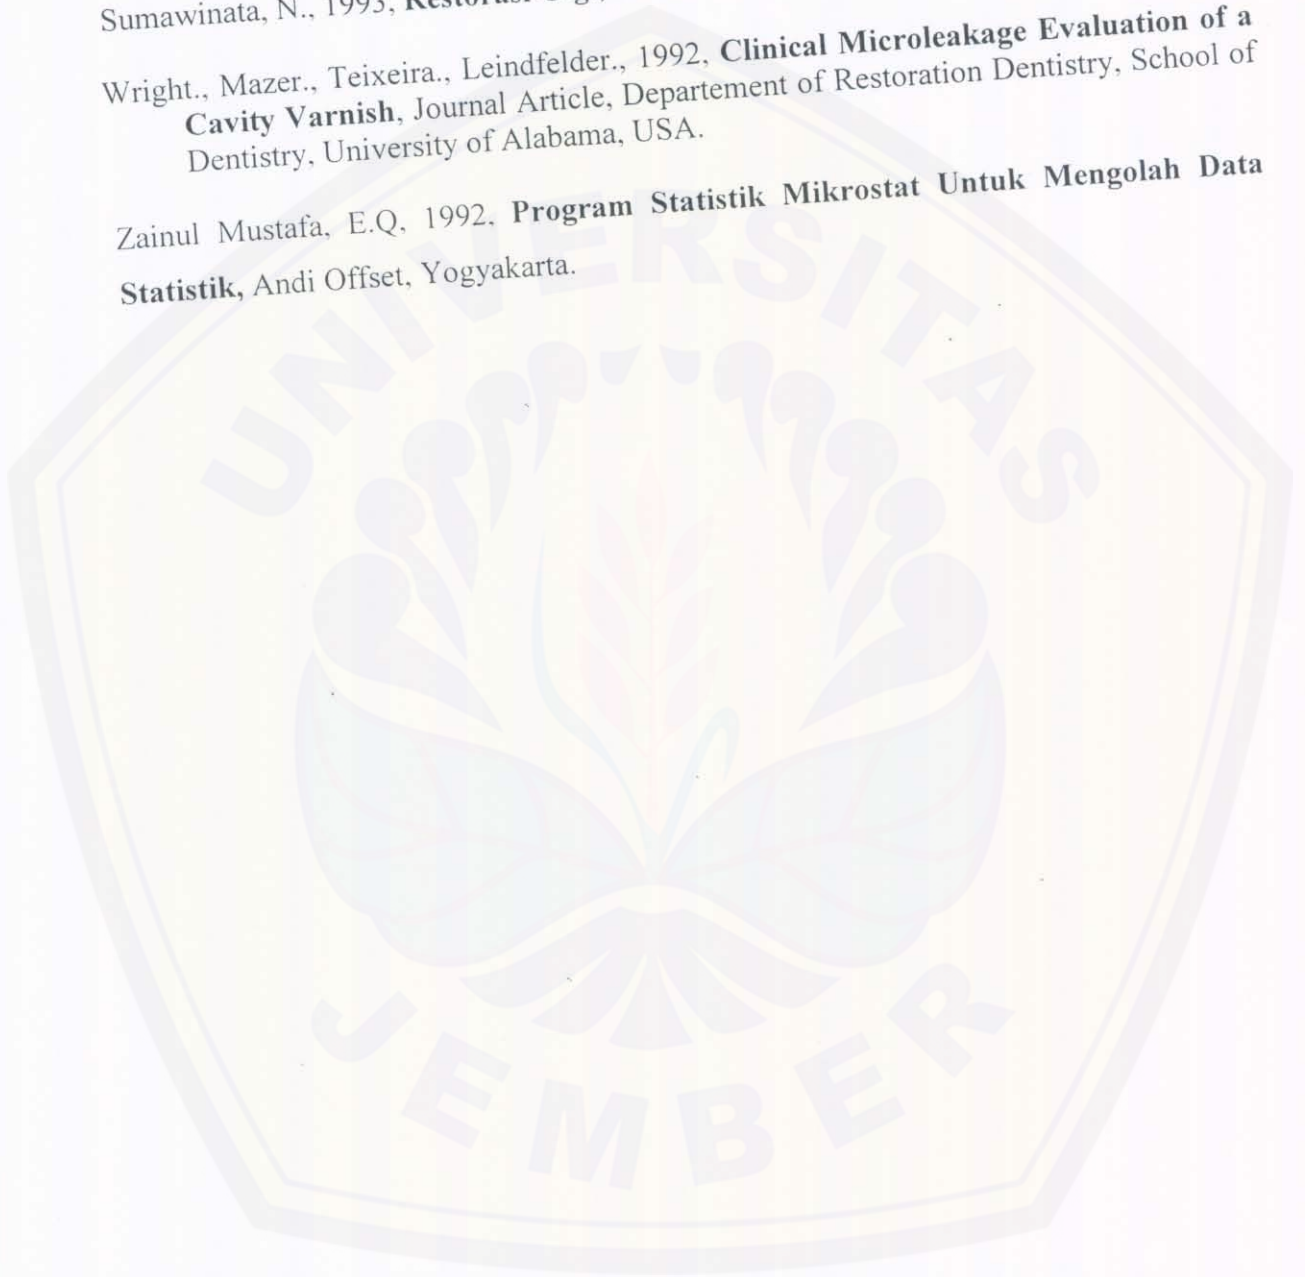 Sumawinata, N., 1993,
Wright., Mazer., Teixeira., Leindfelder., 1992, Clinical Microleakage Evaluation of a
Cavity Varnish, Journal Article, Departement of Restoration Dentistry, School of
Dentistry, University of Alabama, USA.
Zainul Mustafa, E.Q, 1992. Program Statistik Mikrostat Untuk Mengolah Data
Statistik, Andi Offset, Yogyakarta.
UNIVERSITAS
JEMBER